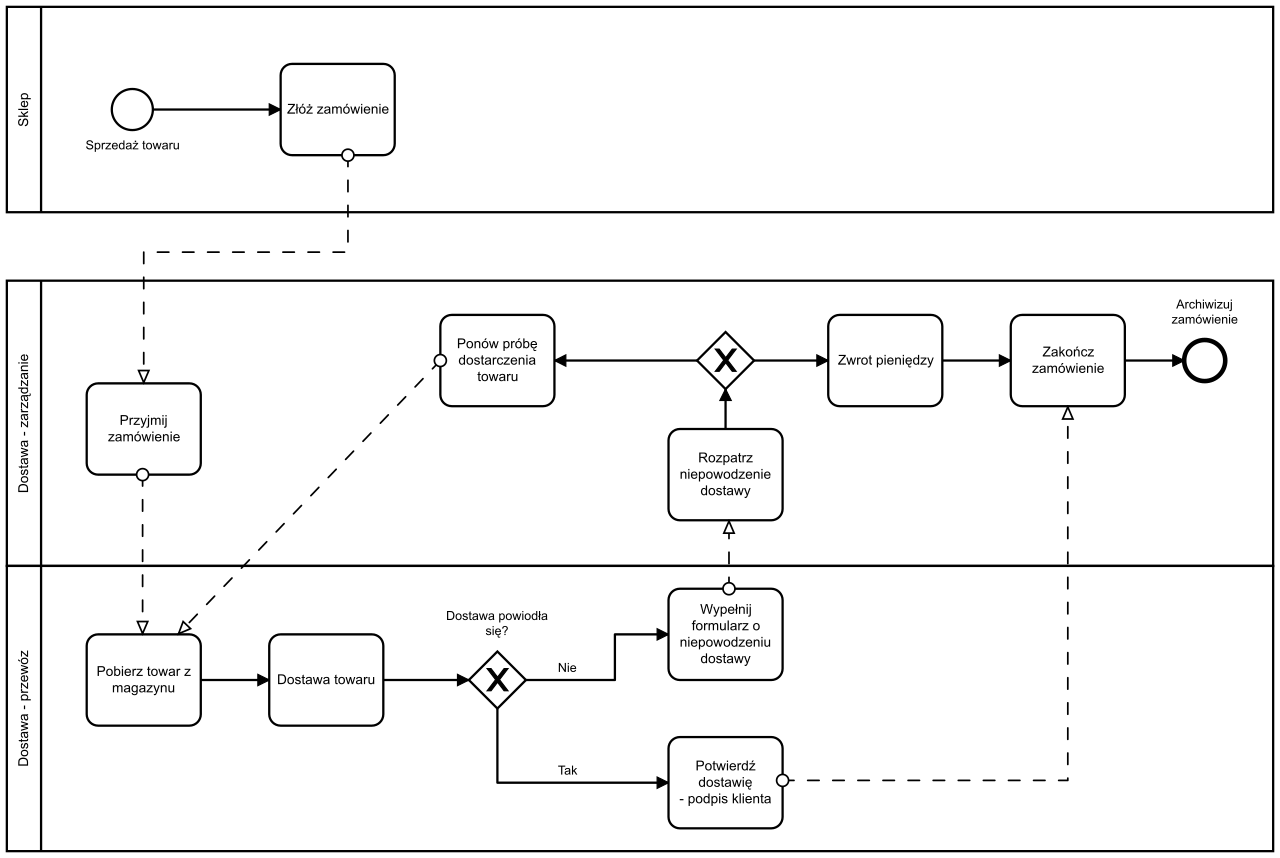 Sklep
Sprzedaż towaru
Złóż zamówienie
Dostawa - zarządzanie
Przyjmij
zamówienie
Ponów próbę
dostarczenia
towaru
X
Zwrot pieniędzy
Zakończ
zamówienie
Archiwizuj
zamówienie
Rozpatrz
niepowodzenie
dostawy
Dostawa - przewóz
Pobierz towar z
magazynu
Dostawa towaru
Dostawa powiodła
się?
X
Nie
Tak
Wypełnij
formularz o
niepowodzeniu
dostawy
Potwierdź
dostawię
- podpis klienta